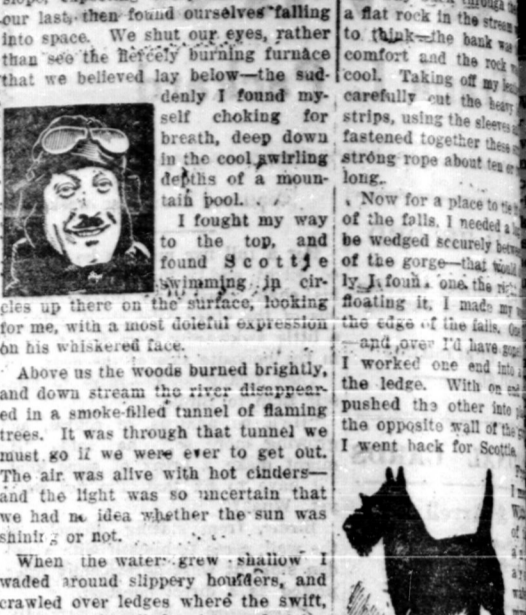 our last, then found ourselves falling
into space. We shut our eyes, rather
than see the fiercely burning furnace
that we believed lay below—the sud-
denly I found my-
self choking for
breath, deep down
in the cool swirling
depths of a moun-
tain pool.
I fought my way
to the top, and
found Scottie
swimming in cir-
cles up there on the surface, looking
for me, with a most doleful expression
on his whiskered face.
Above us the woods burned brightly,
and down stream the river disappear-
ed in a smoke-filled tunnel of flaming
trees. It was through that tunnel we
must go if we were ever to get out.
The air was alive with hot cinders—
and the light was so uncertain that
we had no idea whether the sun was
shining or not.
When the water grew shallow I
waded around slippery boulders, and
crawled over ledges where the swift,
a flat rock in the stream
to think—the bank was
comfort and the rock
cool. Taking off my
carefully cut the heavy
strips, using the sleeves
fastened together these
strong rope about ten
long.
Now for a place to tie
of the falls. I needed a
be wedged securely
of the gorge—that would
ly I found one the
floating it, I made my
the edge of the falls.
—and over I'd have
I worked one end into
the ledge. With
pushed the other into
the opposite wall of the
I went back for Scottie.